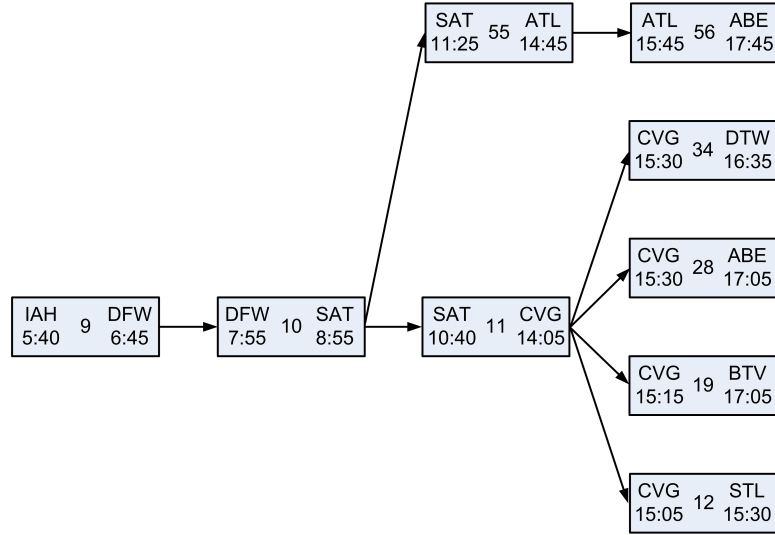 SAT 55 ATL
11:25 14:45
ATL 56 ABE
15:45 17:45
CVG 34 DTW
15:30 16:35
CVG 28 ABE
15:30 17:05
IAH 9 DFW
5:40 6:45
DFW 10 SAT
7:55 8:55
SAT 11 CVG
10:40 14:05
CVG 19 BTV
15:15 17:05
CVG 12 STL
15:05 15:30